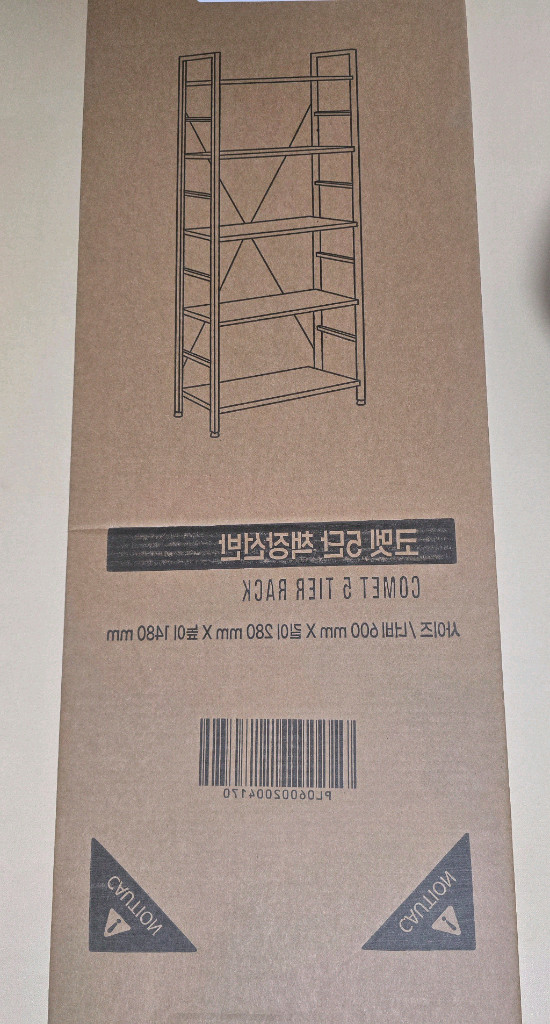 코멧 5단 책장선반
COMET 5 TIER RACK
사이즈 / 너비 600 mm X 길이 280 mm X 높이 1480 mm
PL06002004170
CAUTION
CAUTION